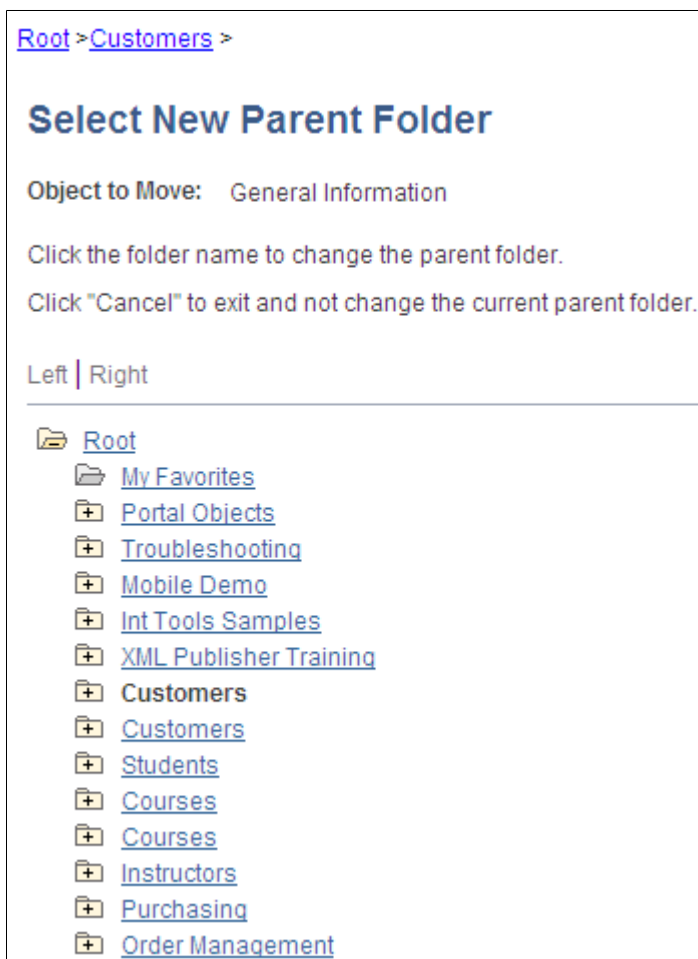 Root >Customers >
Select New Parent Folder
Object to Move: General Information
Click the folder name to change the parent folder.
Click "Cancel" to exit and not change the current parent folder.
Left | Right
Root
My Favorites
Portal Objects
Troubleshooting
Mobile Demo
Int Tools Samples
XML Publisher Training
Customers
Customers
Students
Courses
Courses
Instructors
Purchasing
Order Management